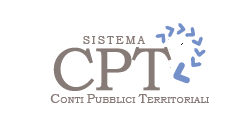 SISTEMA
CPT
CONTI PUBBLICI TERRITORIALI